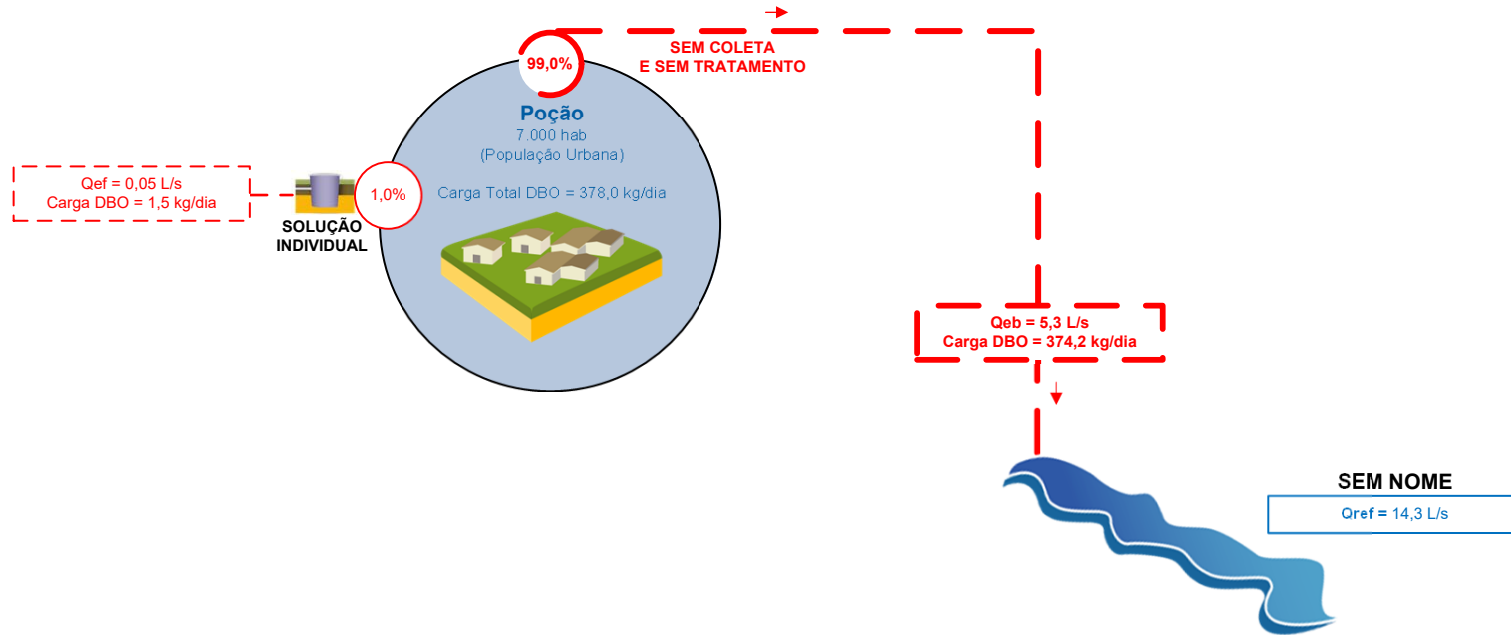 SEM COLETA
E SEM TRATAMENTO
99,0%
Poção
7.000 hab
(População Urbana)
Carga Total DBO = 378,0 kg/dia
1,0%
Qef = 0,05 L/s
Carga DBO = 1,5 kg/dia
SOLUÇÃO
INDIVIDUAL
Qeb = 5,3 L/s
Carga DBO = 374,2 kg/dia
SEM NOME
Qref = 14,3 L/s